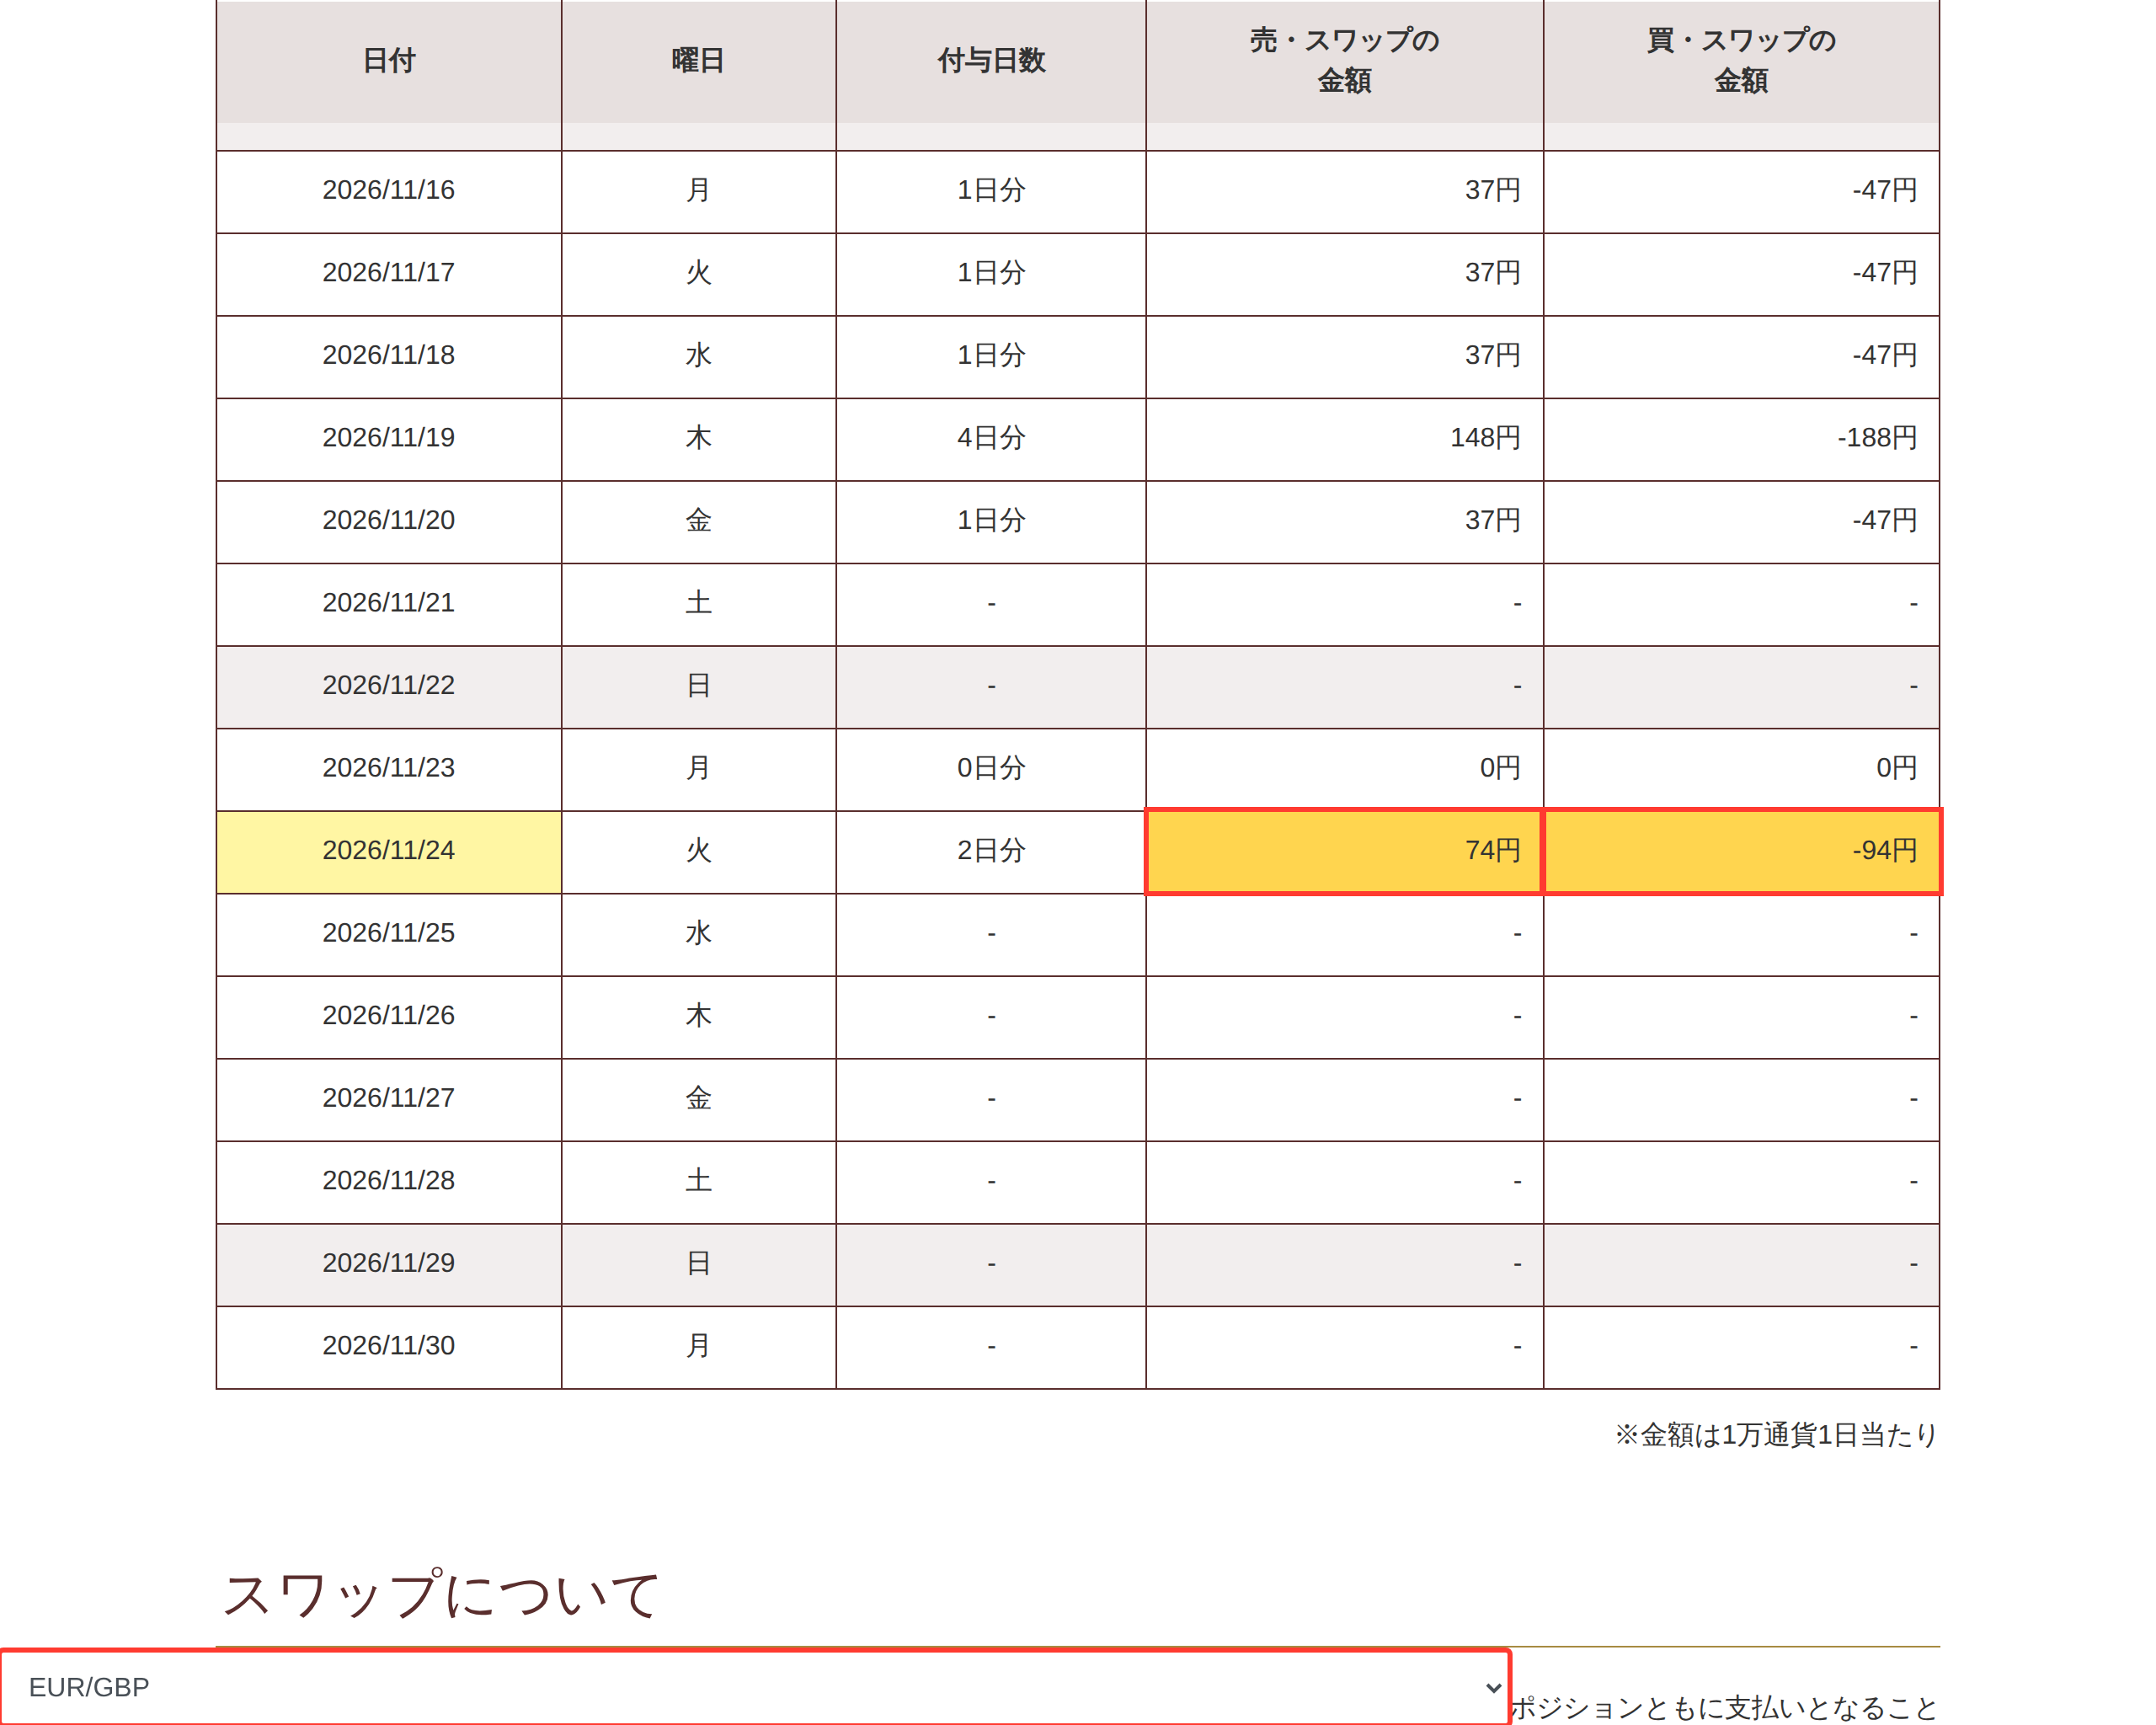 日付 曜日 付与日数 売・スワップの金額 買・スワップの金額
2026/11/16 月 1日分 37円 -47円
2026/11/17 火 1日分 37円 -47円
2026/11/18 水 1日分 37円 -47円
2026/11/19 木 4日分 148円 -188円
2026/11/20 金 1日分 37円 -47円
2026/11/21 土 - - -
2026/11/22 日 - - -
2026/11/23 月 0日分 0円 0円
2026/11/24 火 2日分 74円 -94円
2026/11/25 水 - - -
2026/11/26 木 - - -
2026/11/27 金 - - -
2026/11/28 土 - - -
2026/11/29 日 - - -
2026/11/30 月 - - -
※金額は1万通貨1日当たり
スワップについて
EUR/GBP
ポジションともに支払いとなること